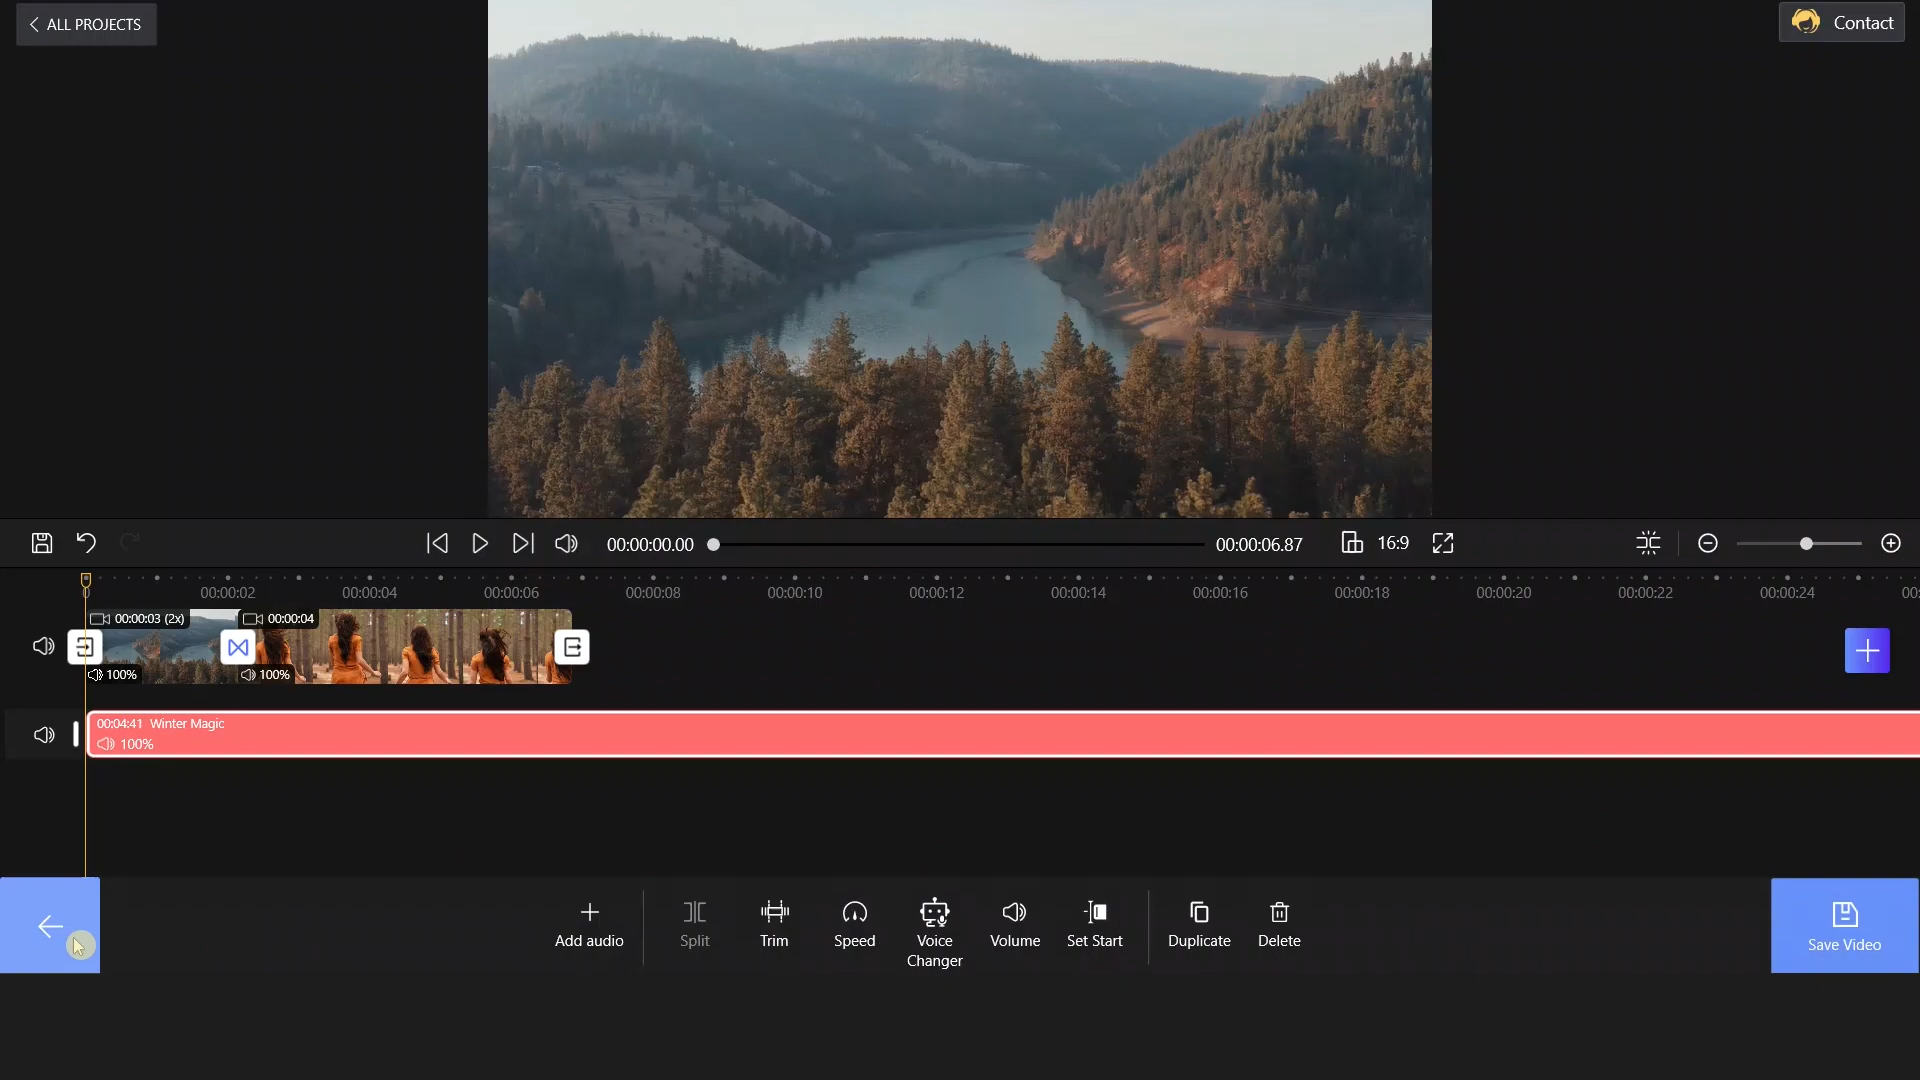 ALL PROJECTS
Contact
00:00:00.00
00:00:06.87
16:9
0
00:00:02
00:00:04
00:00:06
00:00:08
00:00:10
00:00:12
00:00:14
00:00:16
00:00:18
00:00:20
00:00:22
00:00:24
00:00:03 (2x)
00:00:04
100%
100%
00:04:41 Winter Magic
100%
Add audio
Split
Trim
Speed
Voice
Changer
Volume
Set Start
Duplicate
Delete
Save Video